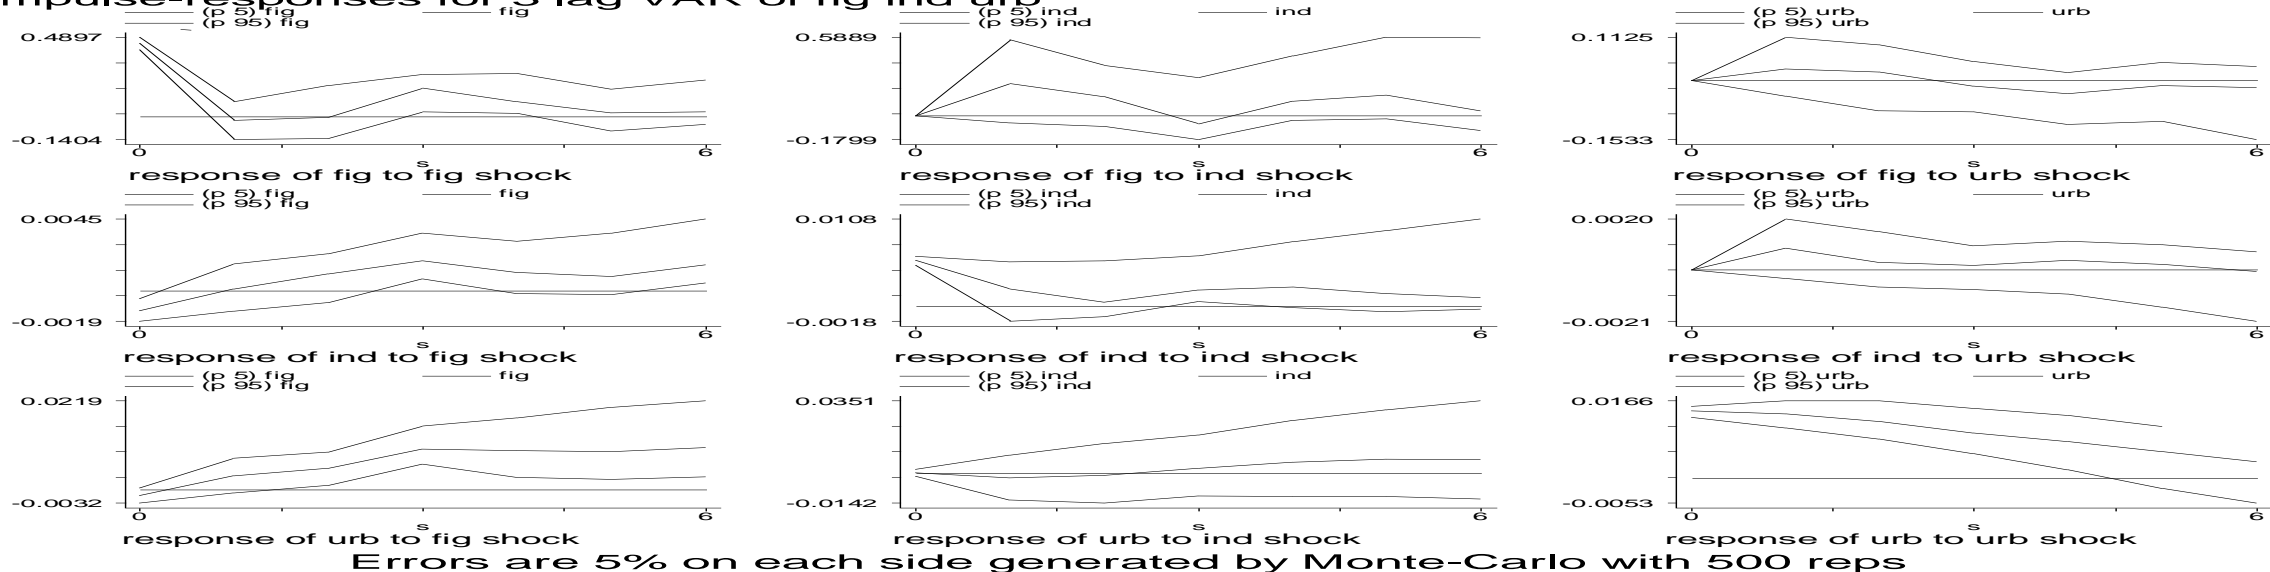 Impulse-responses for 3 lag VAR of fig ind urb
(p 5) fig fig
(p 95) fig
0.4897
-0.1404
0 s 6
response of fig to fig shock
(p 5) ind ind
(p 95) ind
0.5889
-0.1799
0 s 6
response of fig to ind shock
(p 5) urb urb
(p 95) urb
0.1125
-0.1533
0 s 6
response of fig to urb shock
(p 5) fig fig
(p 95) fig
0.0045
-0.0019
0 s 6
response of ind to fig shock
(p 5) ind ind
(p 95) ind
0.0108
-0.0018
0 s 6
response of ind to ind shock
(p 5) urb urb
(p 95) urb
0.0020
-0.0021
0 s 6
response of ind to urb shock
(p 5) fig fig
(p 95) fig
0.0219
-0.0032
0 s 6
response of urb to fig shock
(p 5) ind ind
(p 95) ind
0.0351
-0.0142
0 s 6
response of urb to ind shock
(p 5) urb urb
(p 95) urb
0.0166
-0.0053
0 s 6
response of urb to urb shock
Errors are 5% on each side generated by Monte-Carlo with 500 reps